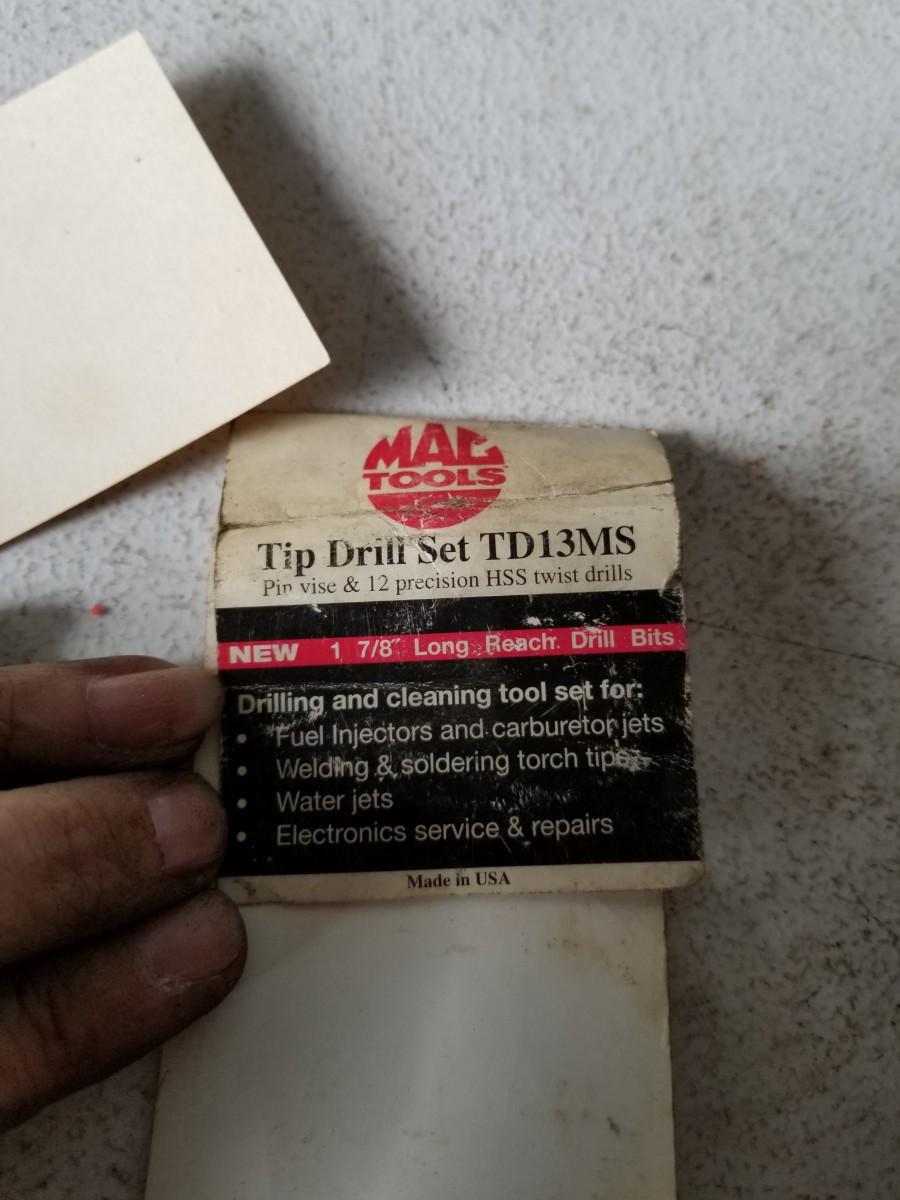 MAC
TOOLS
Tip Drill Set TD13MS
Pin vise & 12 precision HSS twist drills
NEW 1 7/8" Long Reach Drill Bits
Drilling and cleaning tool set for:
• Fuel Injectors and carburetor jets
• Welding & soldering torch tips
• Water jets
• Electronics service & repairs
Made in USA